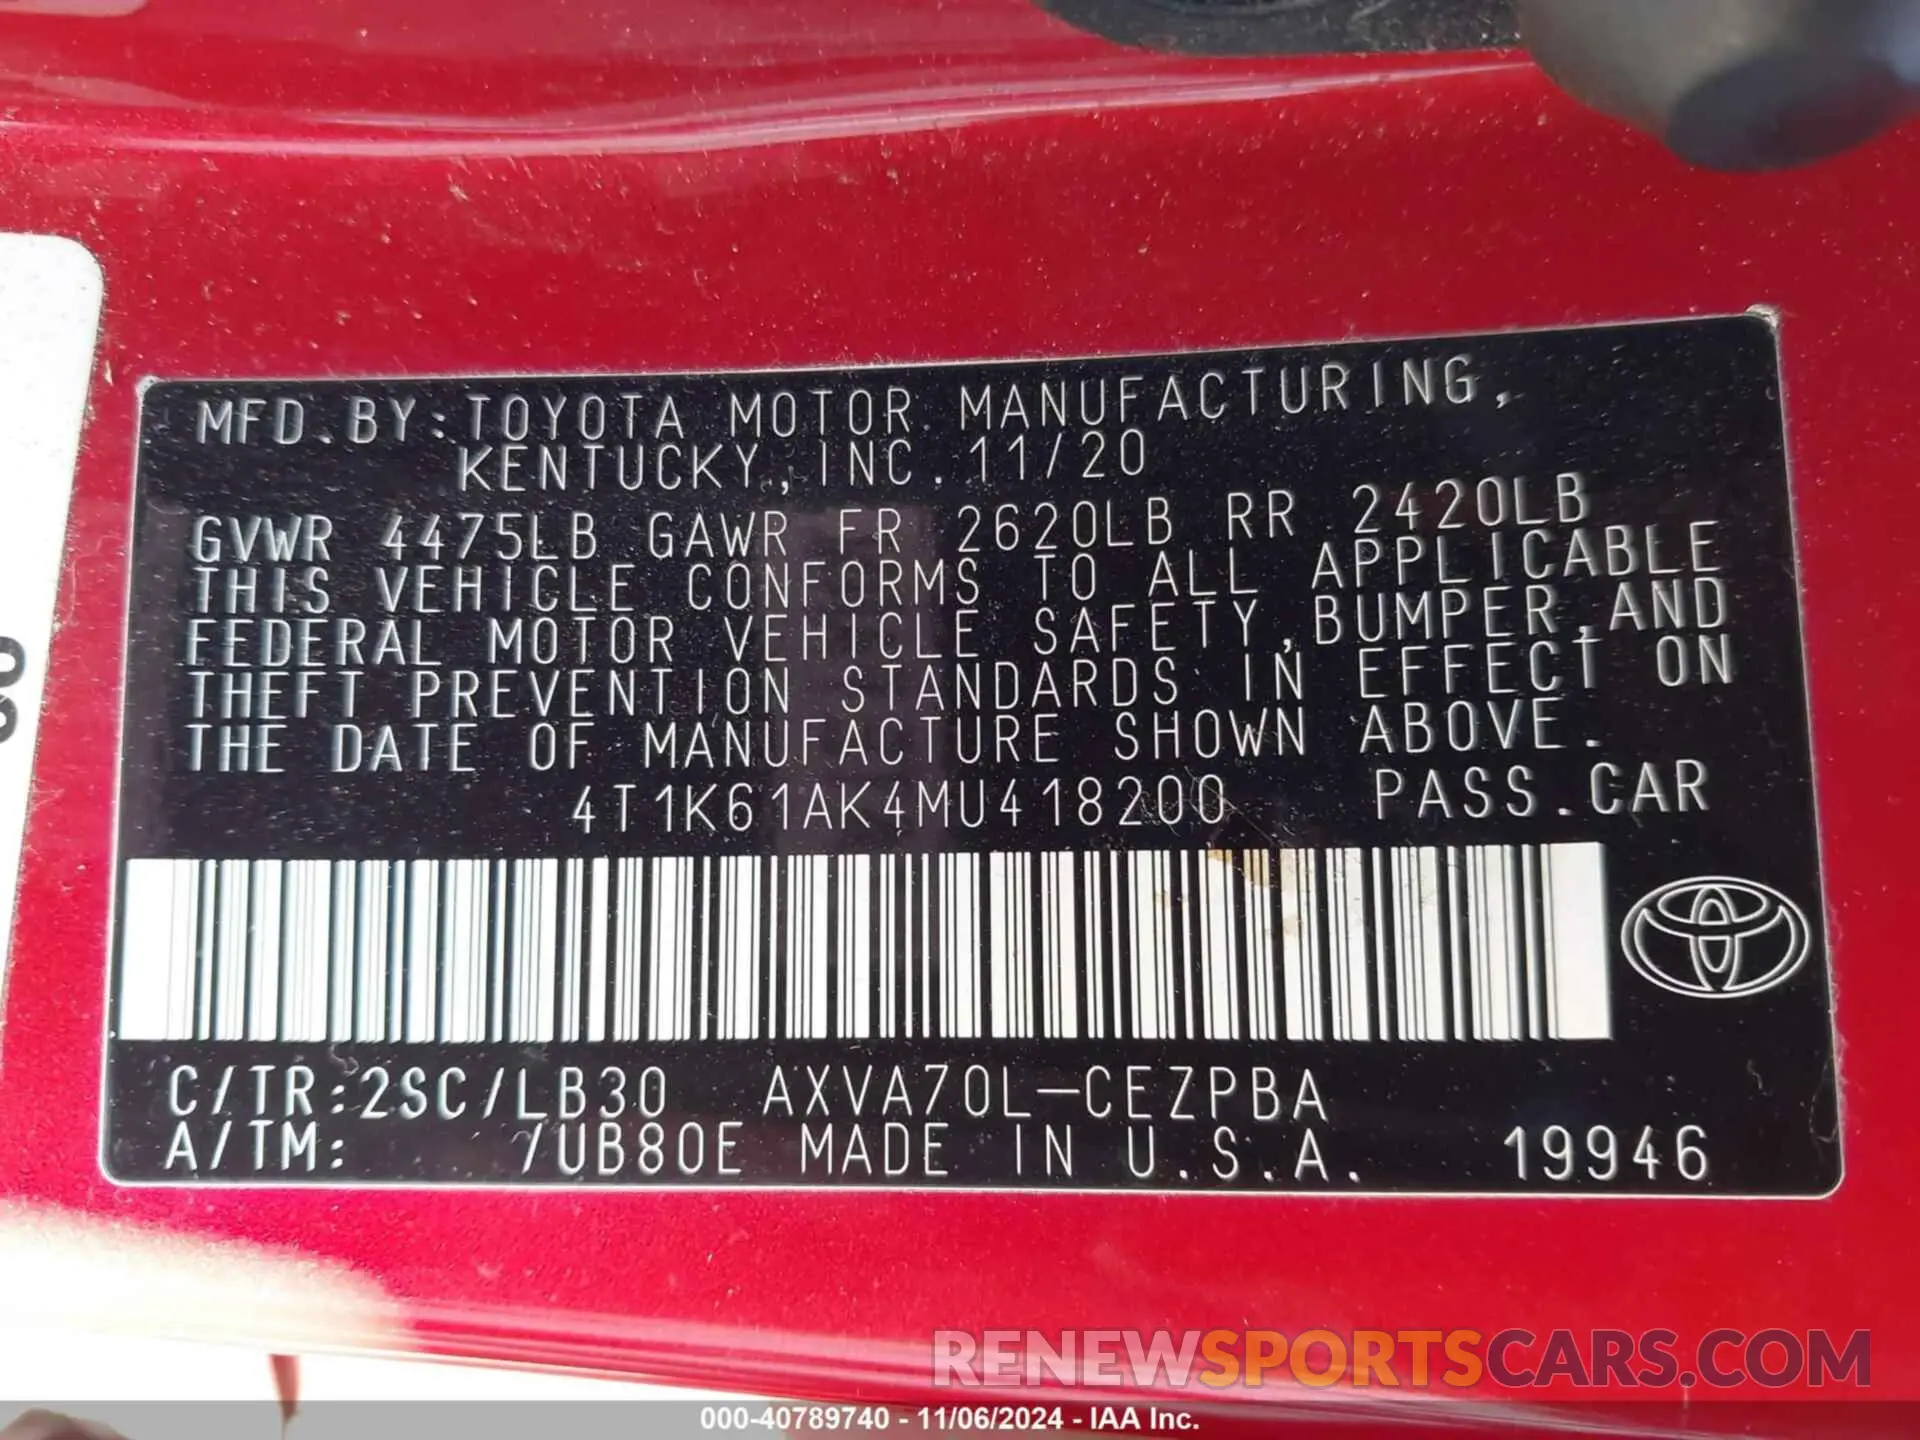 MFD.BY:TOYOTA MOTOR MANUFACTURING,
KENTUCKY,INC. 11/20
GVWR 4475LB GAWR FR 2620LB RR 2420LB
THIS VEHICLE CONFORMS TO ALL APPLICABLE
FEDERAL MOTOR VEHICLE SAFETY,BUMPER,AND
THEFT PREVENTION STANDARDS IN EFFECT ON
THE DATE OF MANUFACTURE SHOWN ABOVE.
4T1K61AK4MU418200 PASS.CAR
C/TR:2SC/LB30 AXVA70L-CEZPBA
A/TM: 7UB80E MADE IN U.S.A. 19946
RENEWSPORTSCARS.COM
000-40789740 - 11/06/2024 - IAA Inc.